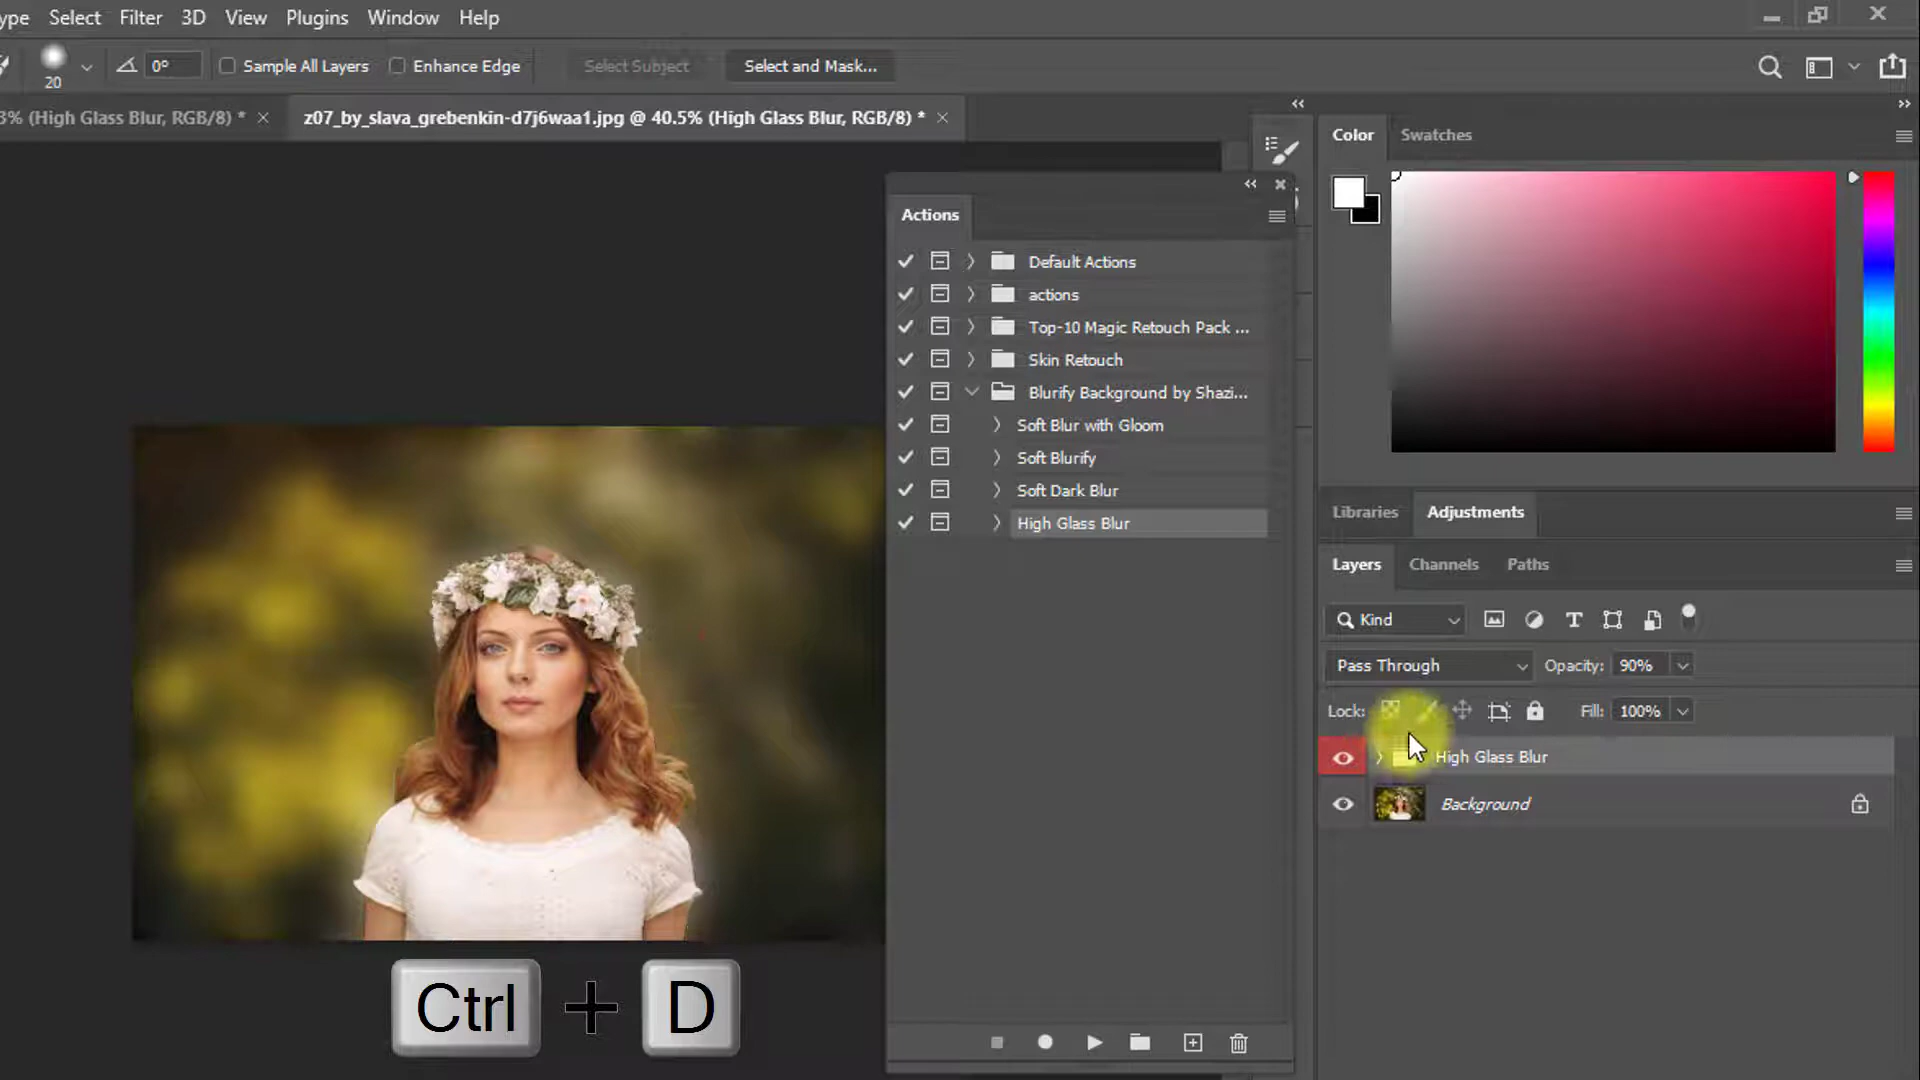 ype Select Filter 3D View Plugins Window Help
20 0° Sample All Layers Enhance Edge Select Subject Select and Mask...
3% (High Glass Blur, RGB/8) * z07_by_slava_grebenkin-d7j6waa1.jpg @ 40.5% (High Glass Blur, RGB/8) *
Color Swatches
Actions
Default Actions
actions
Top-10 Magic Retouch Pack ...
Skin Retouch
Blurify Background by Shazi...
Soft Blur with Gloom
Soft Blurify
Soft Dark Blur
High Glass Blur
Libraries Adjustments
Layers Channels Paths
Kind
Pass Through Opacity: 90%
Lock: Fill: 100%
High Glass Blur
Background
Ctrl + D